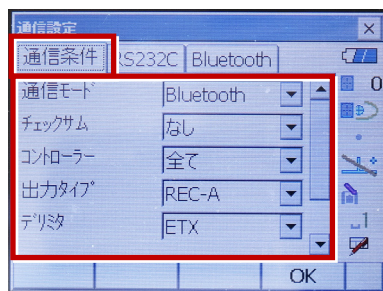 通信設定
通信条件 RS232C Bluetooth
通信モード Bluetooth
チェックサム なし
コントローラー 全て
出力タイプ REC-A
デリミタ ETX
OK
0
1